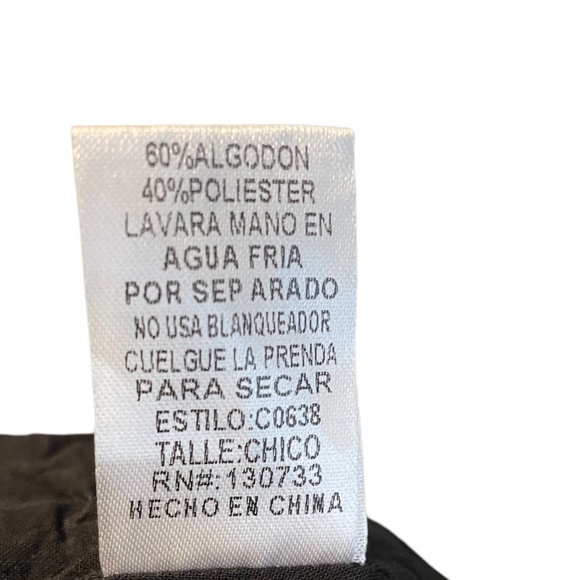 60%ALGODON
40%POLIESTER
LAVARA MANO EN
AGUA FRIA
POR SEP ARADO
NO USA BLANQUEADOR
CUELGUE LA PRENDA
PARA SECAR
ESTILO:C0638
TALLE:CHICO
RN#:130733
HECHO EN CHINA